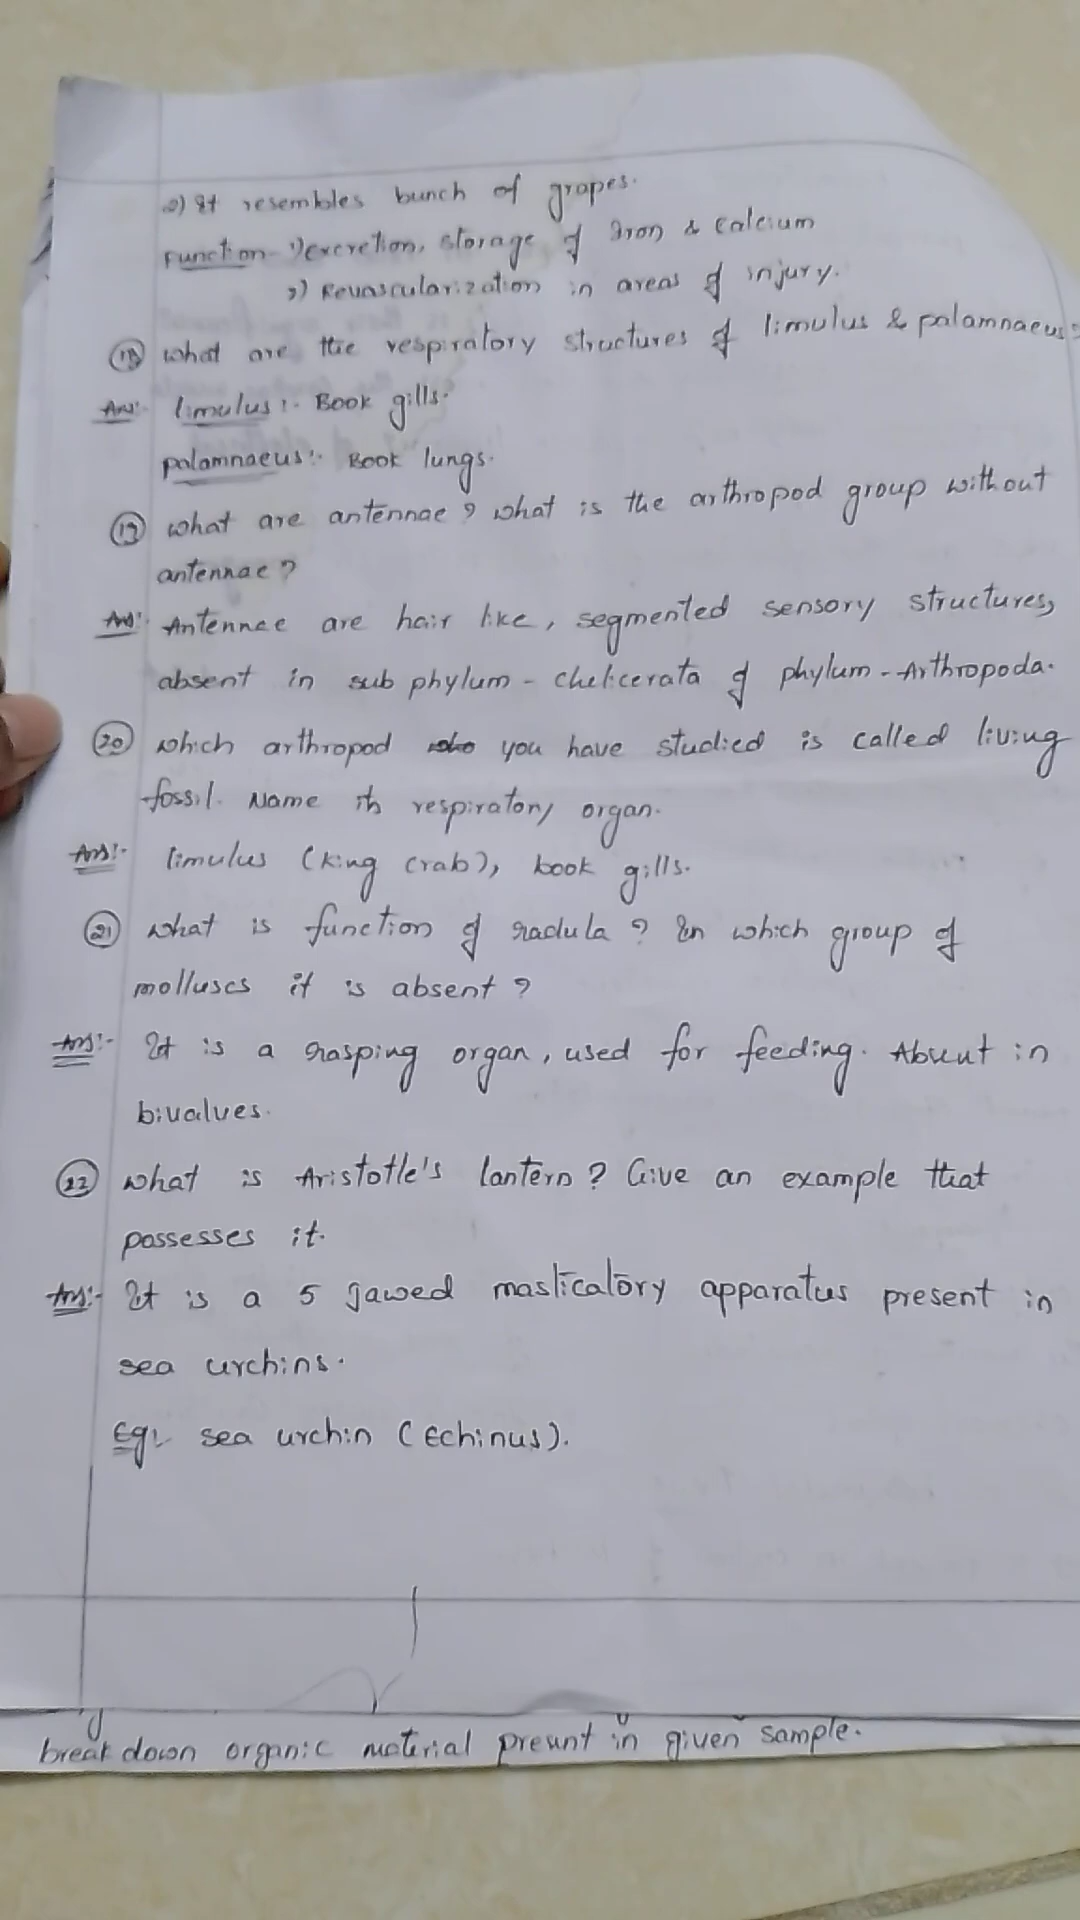 2) It resembles bunch of grapes.
Function- 1) excretion, storage of Iron & calcium
2) Revascularization in areas of injury.
(18) what are the respiratory structures of limulus & palamnaeus?
Ans:- limulus:- Book gills.
palamnaeus:- Book lungs.
(19) what are antennae? what is the arthropod group without
antennae?
Ans:- Antennae are hair like, segmented sensory structures,
absent in sub phylum - chelicerata of phylum - Arthropoda.
(20) which arthropod you have studied is called living
fossil. Name its respiratory organ.
Ans:- limulus (king crab), book gills.
(21) what is function of radula? In which group of
molluscs it is absent?
Ans:- It is a rasping organ, used for feeding. Absent in
bivalves.
(22) what is Aristotle's lantern? Give an example that
possesses it.
Ans:- It is a 5 jawed masticatory apparatus present in
sea urchins.
Eg:- sea urchin (Echinus).
break down organic material present in given sample.